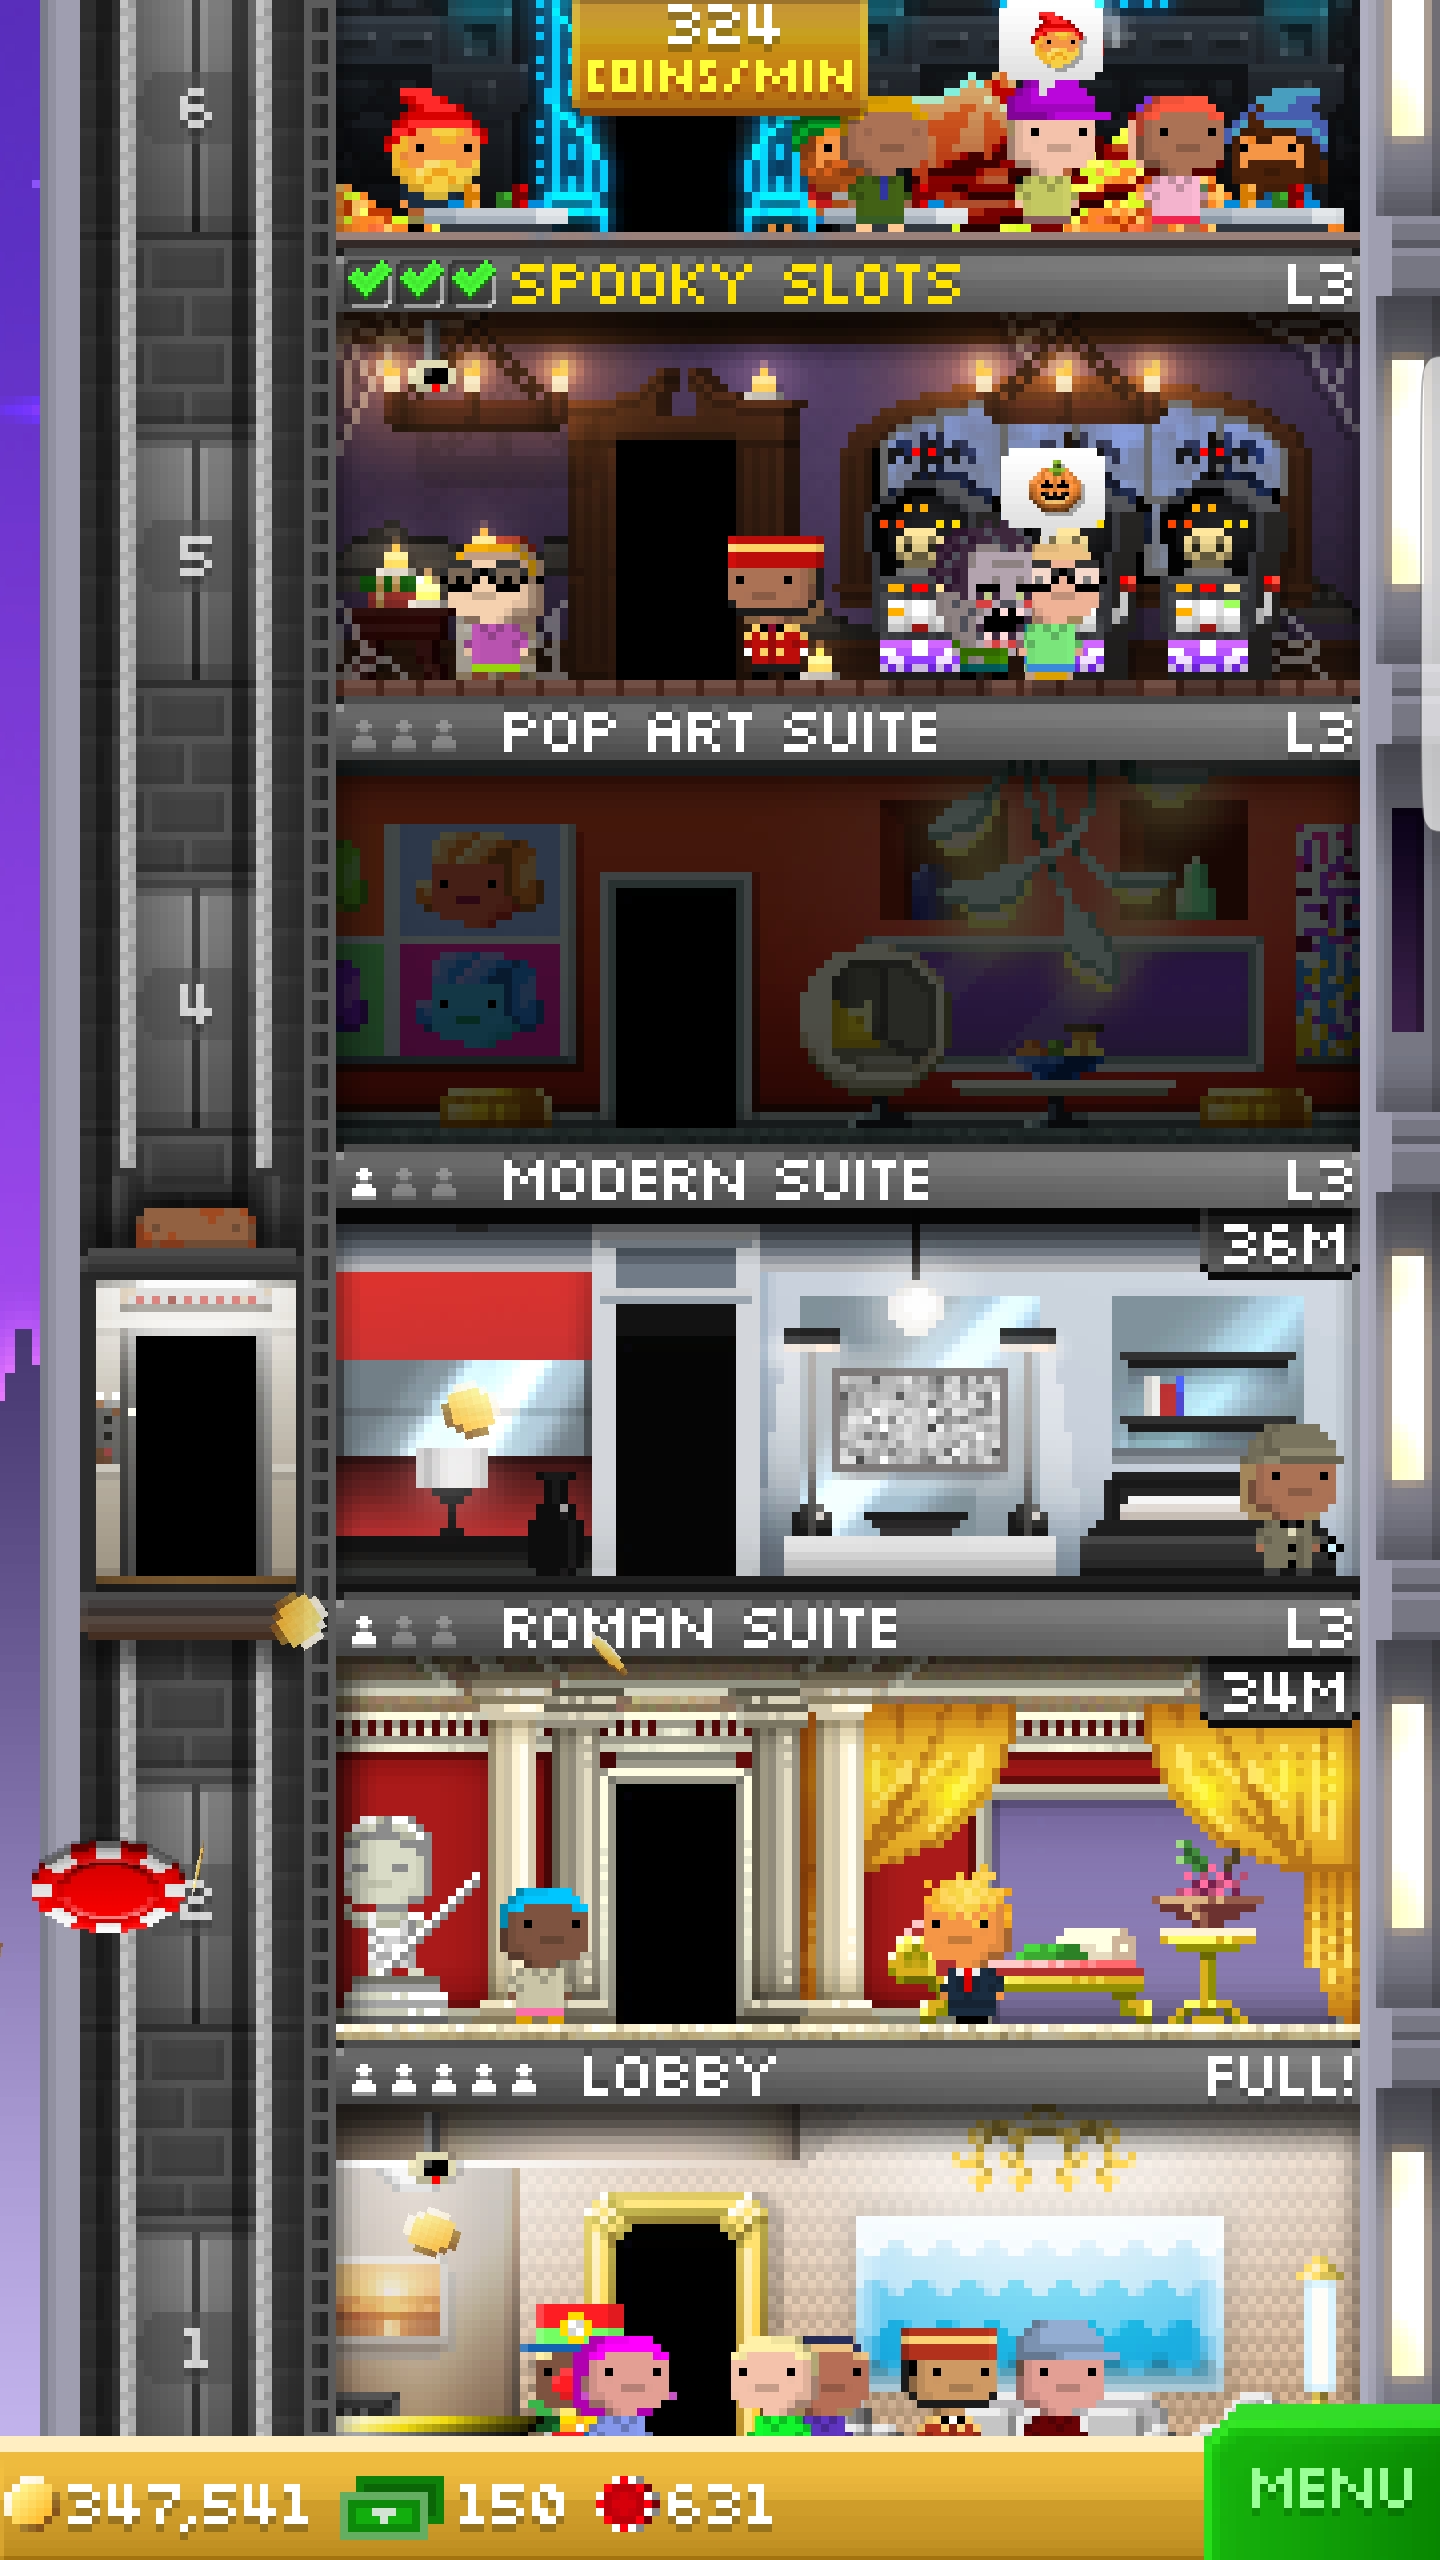 324
COINS/MIN
6
SPOOKY SLOTS L3
5
POP ART SUITE L3
4
MODERN SUITE L3
36M
ROMAN SUITE L3
34M
2
LOBBY FULL!
1
347,541 150 631 MENU